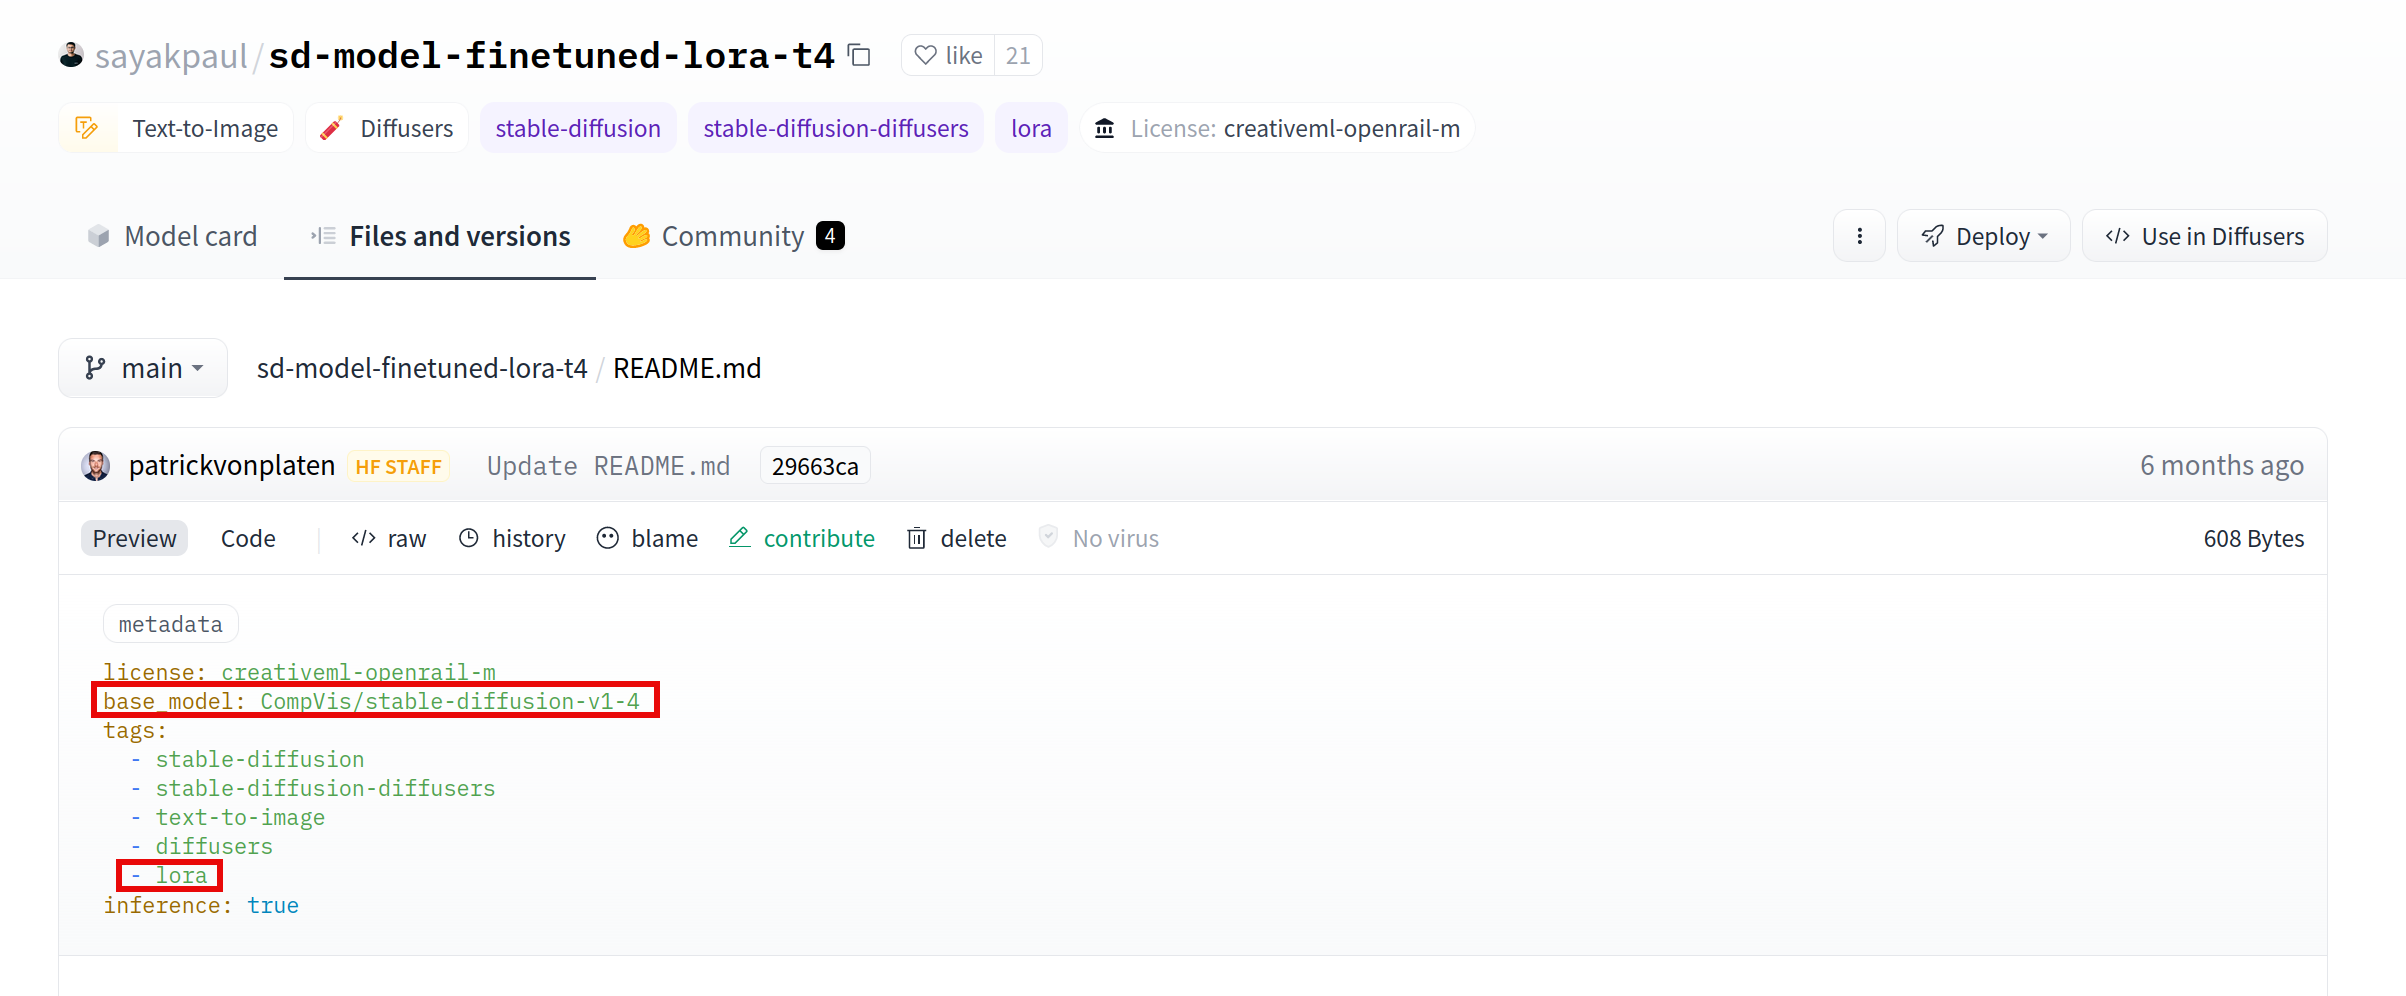 sayakpaul/sd-model-finetuned-lora-t4 like 21
Text-to-Image Diffusers stable-diffusion stable-diffusion-diffusers lora License: creativeml-openrail-m
Model card Files and versions Community 4 Deploy </> Use in Diffusers
main sd-model-finetuned-lora-t4 / README.md
patrickvonplaten HF STAFF Update README.md 29663ca 6 months ago
Preview Code </> raw history blame contribute delete No virus 608 Bytes
metadata
license: creativeml-openrail-m
base_model: CompVis/stable-diffusion-v1-4
tags:
- stable-diffusion
- stable-diffusion-diffusers
- text-to-image
- diffusers
- lora
inference: true